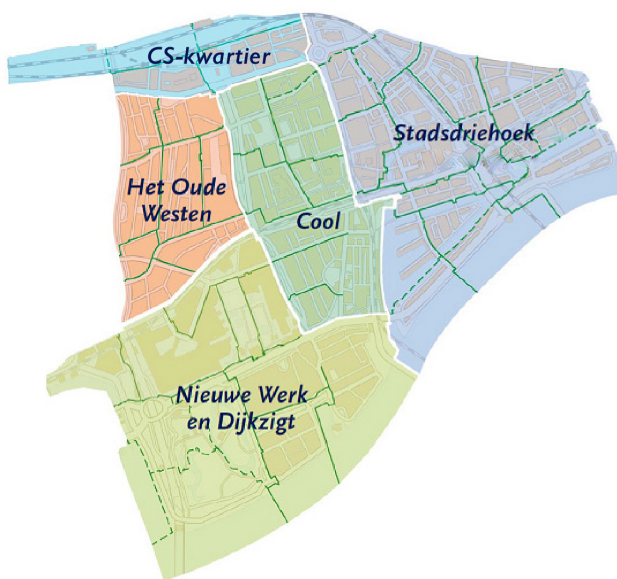 CS-kwartier
Stadsdriehoek
Het Oude
Westen
Cool
Nieuwe Werk
en Dijkzigt